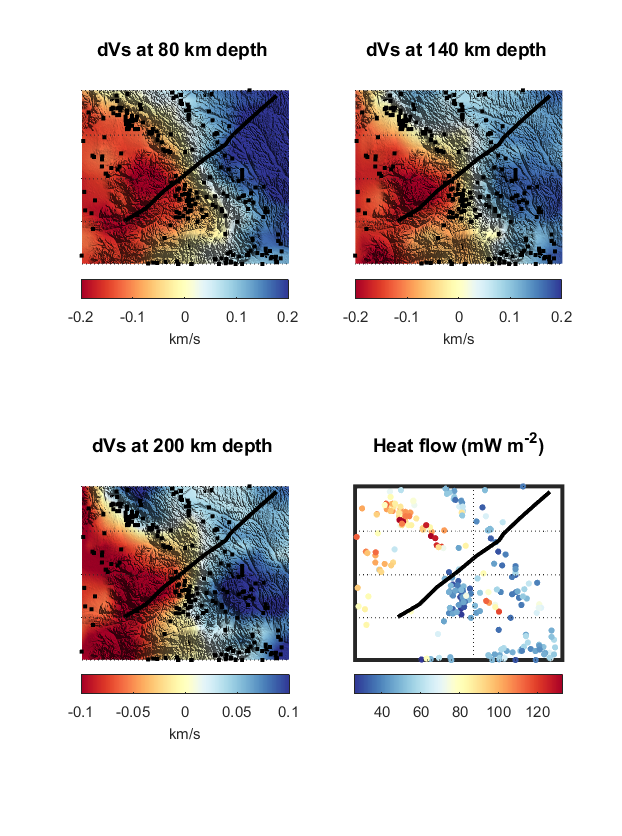 dVs at 80 km depth
dVs at 140 km depth
-0.2 -0.1 0 0.1 0.2
km/s
-0.2 -0.1 0 0.1 0.2
km/s
dVs at 200 km depth
Heat flow (mW m-2)
-0.1 -0.05 0 0.05 0.1
km/s
40 60 80 100 120